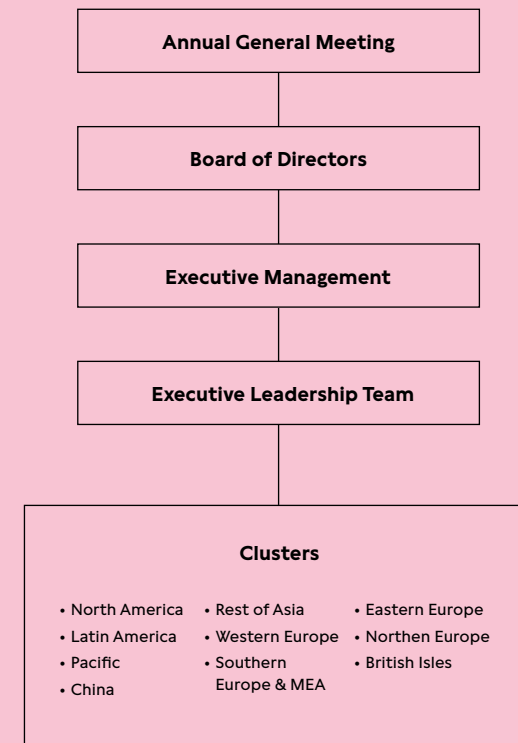 Annual General Meeting
Board of Directors
Executive Management
Executive Leadership Team
Clusters
• North America
• Latin America
• Pacific
• China
• Rest of Asia
• Western Europe
• Southern
Europe & MEA
• Eastern Europe
• Northen Europe
• British Isles